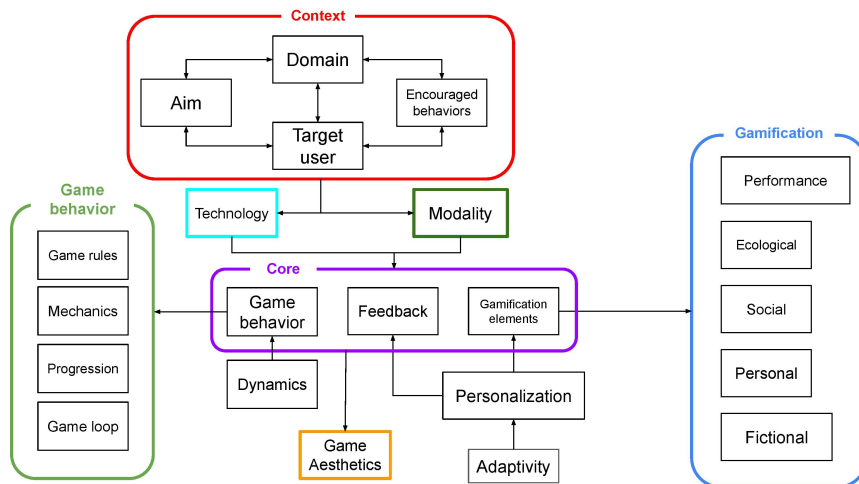 Context
Domain
Aim
Encouraged
behaviors
Target
user
Gamification
Performance
Ecological
Social
Personal
Fictional
Game
behavior
Game rules
Mechanics
Progression
Game loop
Technology
Modality
Core
Game
behavior
Feedback
Gamification
elements
Dynamics
Personalization
Game
Aesthetics
Adaptivity